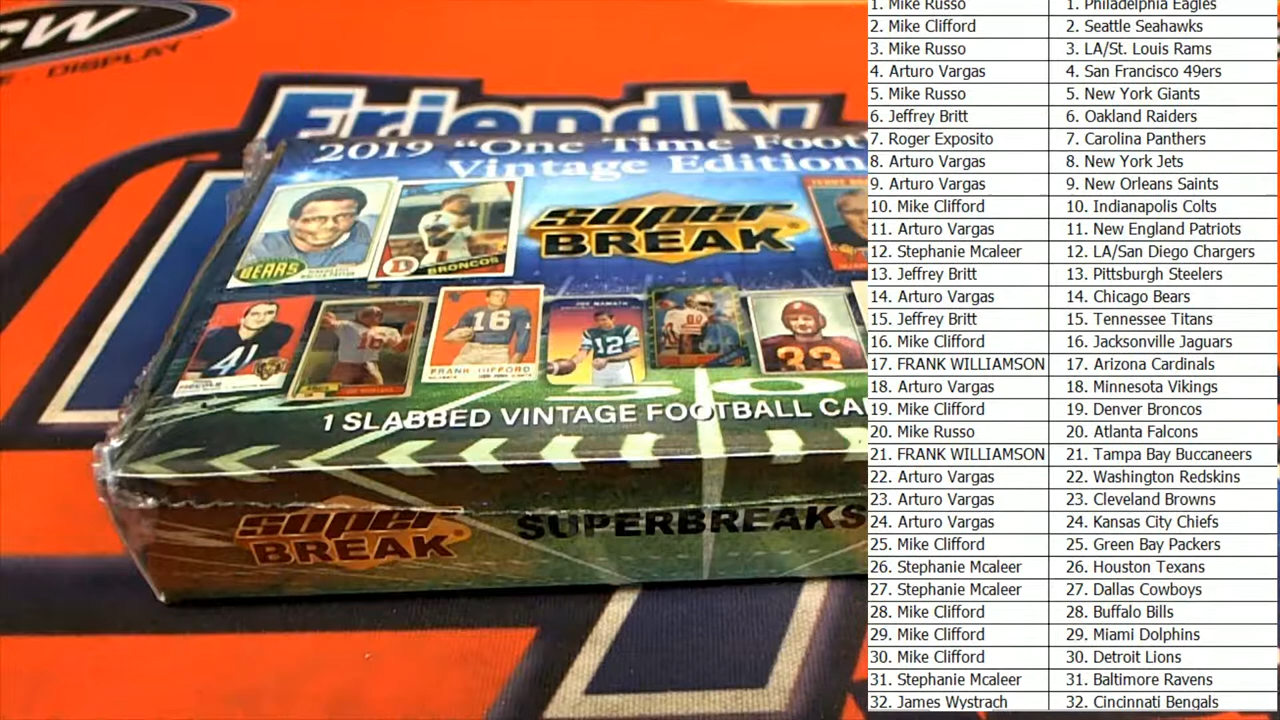 CW
DISPLAY
Friendly
2019 "One Time Foot
Vintage Edition
super
BREAK
BEARS
D
BRONCOS
41
16
16
FRANK GIFFORD
JOE NAMATH
12
80
33
1 SLABBED VINTAGE FOOTBALL CA
super
BREAK
SUPERBREAKS
1. Mike Russo 1. Philadelphia Eagles
2. Mike Clifford 2. Seattle Seahawks
3. Mike Russo 3. LA/St. Louis Rams
4. Arturo Vargas 4. San Francisco 49ers
5. Mike Russo 5. New York Giants
6. Jeffrey Britt 6. Oakland Raiders
7. Roger Exposito 7. Carolina Panthers
8. Arturo Vargas 8. New York Jets
9. Arturo Vargas 9. New Orleans Saints
10. Mike Clifford 10. Indianapolis Colts
11. Arturo Vargas 11. New England Patriots
12. Stephanie Mcaleer 12. LA/San Diego Chargers
13. Jeffrey Britt 13. Pittsburgh Steelers
14. Arturo Vargas 14. Chicago Bears
15. Jeffrey Britt 15. Tennessee Titans
16. Mike Clifford 16. Jacksonville Jaguars
17. FRANK WILLIAMSON 17. Arizona Cardinals
18. Arturo Vargas 18. Minnesota Vikings
19. Mike Clifford 19. Denver Broncos
20. Mike Russo 20. Atlanta Falcons
21. FRANK WILLIAMSON 21. Tampa Bay Buccaneers
22. Arturo Vargas 22. Washington Redskins
23. Arturo Vargas 23. Cleveland Browns
24. Arturo Vargas 24. Kansas City Chiefs
25. Mike Clifford 25. Green Bay Packers
26. Stephanie Mcaleer 26. Houston Texans
27. Stephanie Mcaleer 27. Dallas Cowboys
28. Mike Clifford 28. Buffalo Bills
29. Mike Clifford 29. Miami Dolphins
30. Mike Clifford 30. Detroit Lions
31. Stephanie Mcaleer 31. Baltimore Ravens
32. James Wystrach 32. Cincinnati Bengals